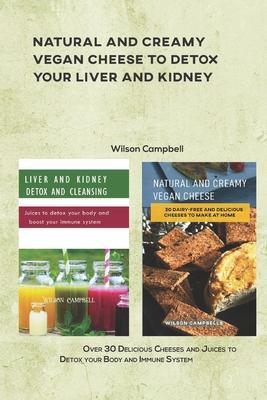 NATURAL AND CREAMY
VEGAN CHEESE TO DETOX
YOUR LIVER AND KIDNEY
Wilson Campbell
LIVER AND KIDNEY
DETOX AND CLEANSING
Juices to detox your body and
boost your immune system
WILSON CAMPBELL
NATURAL AND CREAMY
VEGAN CHEESE
30 DAIRY-FREE AND DELICIOUS
CHEESES TO MAKE AT HOME
WILSON CAMPBELLS
OVER 30 DELICIOUS CHEESES AND JUICES TO
DETOX YOUR BODY AND IMMUNE SYSTEM